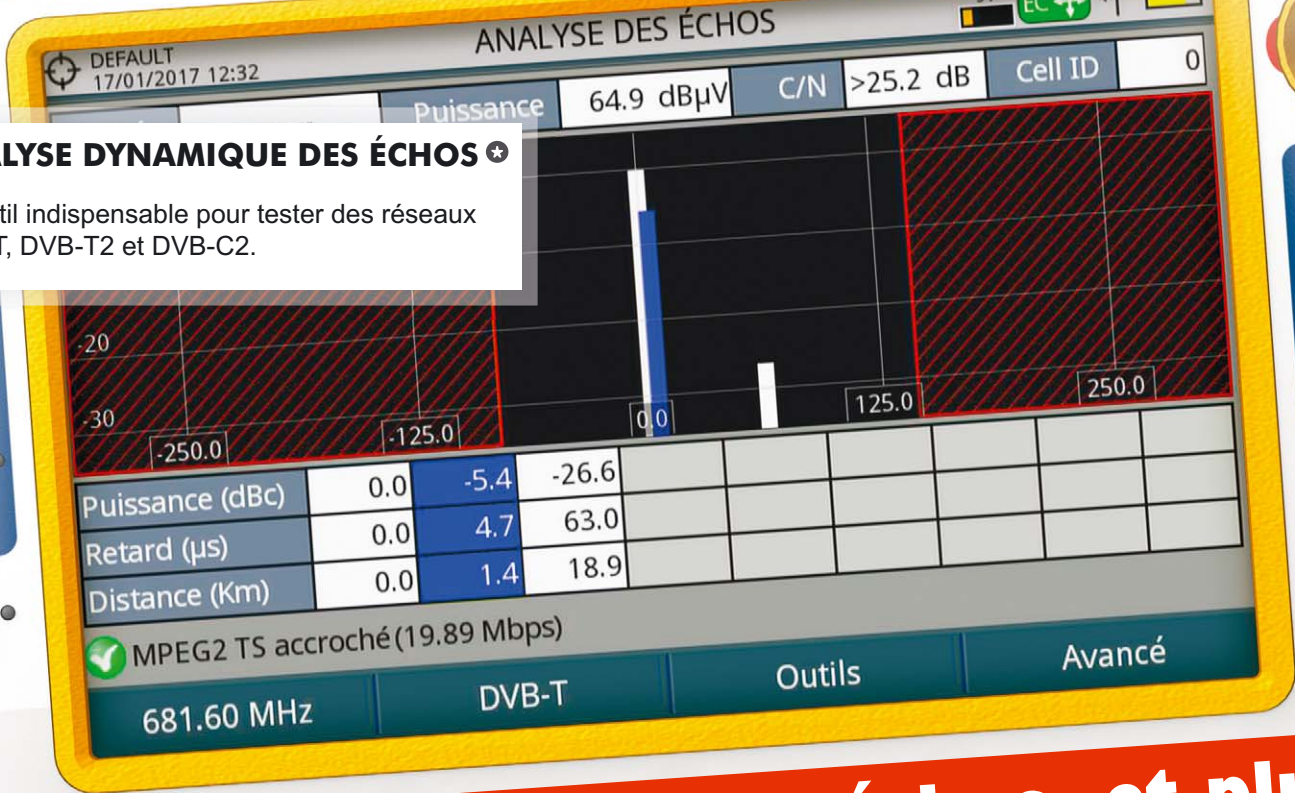 DEFAULT
17/01/2017 12:32
ANALYSE DES ÉCHOS
EC
Puissance 64.9 dBµV C/N >25.2 dB Cell ID 0
DYNAMIQUE DES ÉCHOS
indispensable pour tester des réseaux
DVB-T2 et DVB-C2.
-20
-30
-250.0 -125.0 0.0 125.0 250.0
Puissance (dBc) 0.0 -5.4 -26.6
Retard (µs) 0.0 4.7 63.0
Distance (Km) 0.0 1.4 18.9
MPEG2 TS accroché (19.89 Mbps)
681.60 MHz DVB-T Outils Avancé
et